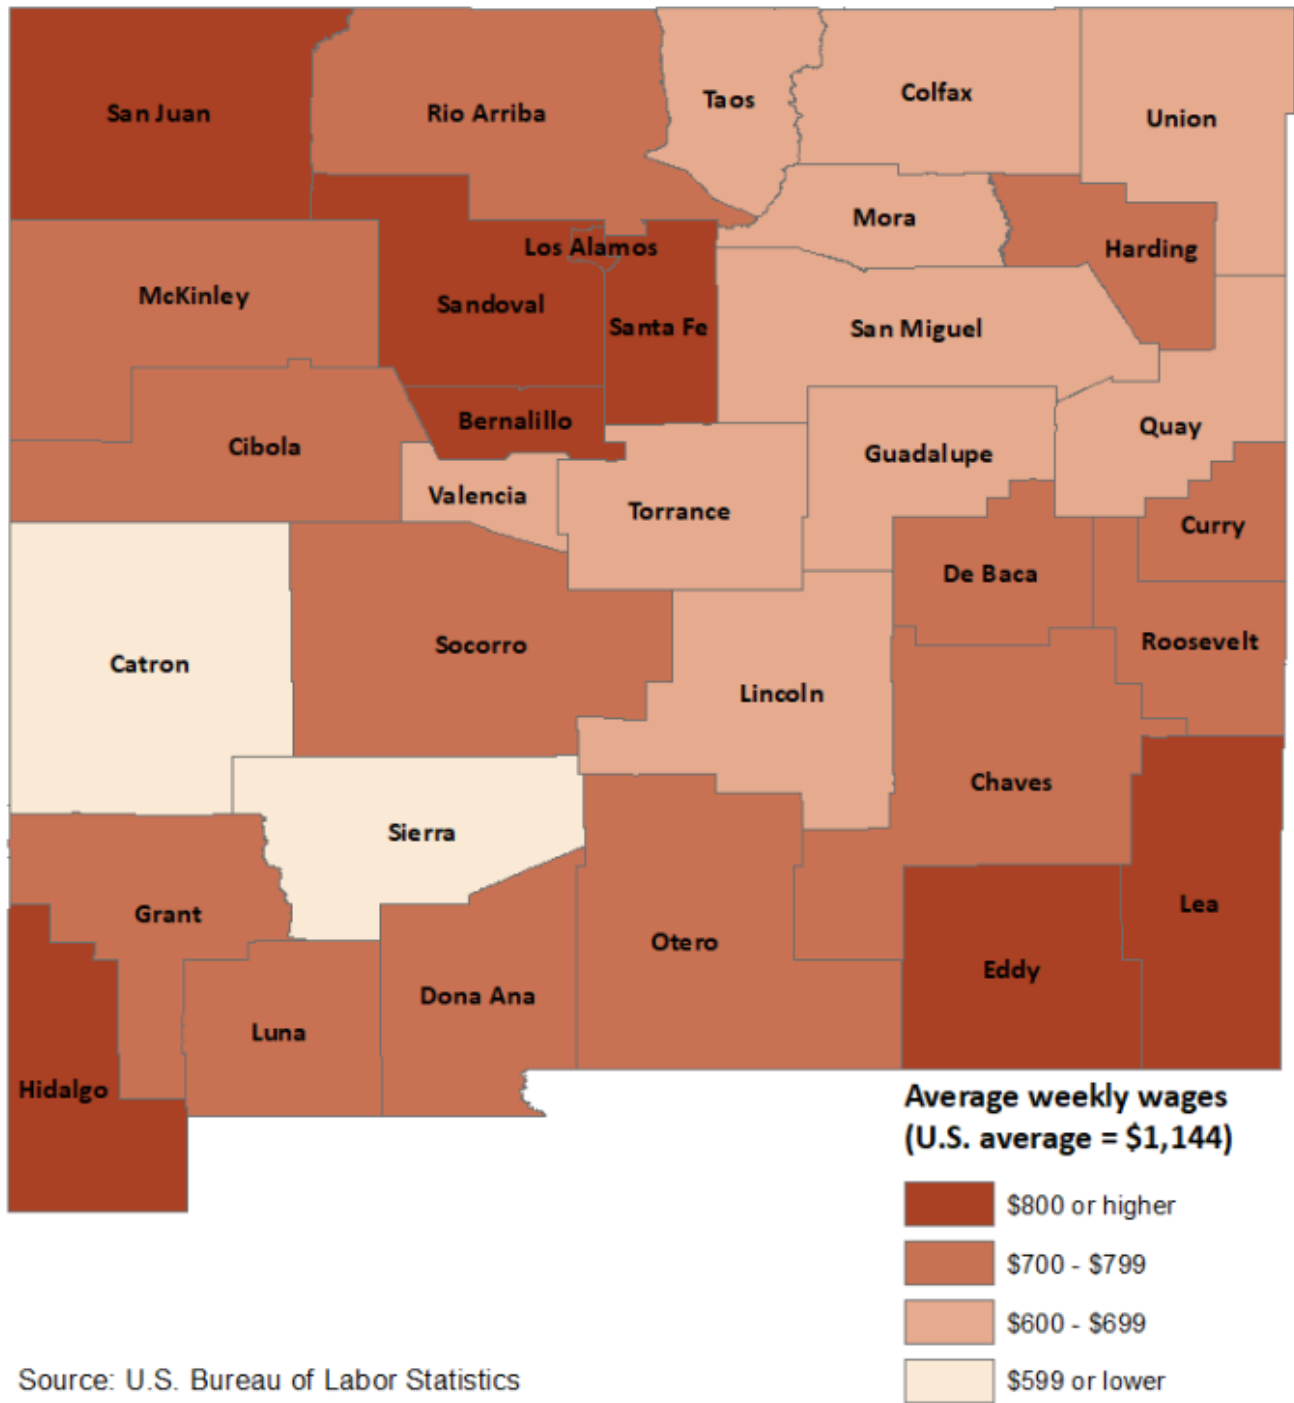 San Juan
Rio Arriba
Taos
Colfax
Union
Mora
Los Alamos
Harding
McKinley
Sandoval
Santa Fe
San Miguel
Bernalillo
Quay
Cibola
Guadalupe
Valencia
Torrance
Curry
De Baca
Roosevelt
Socorro
Catron
Lincoln
Chaves
Sierra
Lea
Grant
Otero
Eddy
Dona Ana
Luna
Hidalgo
Average weekly wages
(U.S. average = $1,144)
$800 or higher
$700 - $799
$600 - $699
$599 or lower
Source: U.S. Bureau of Labor Statistics